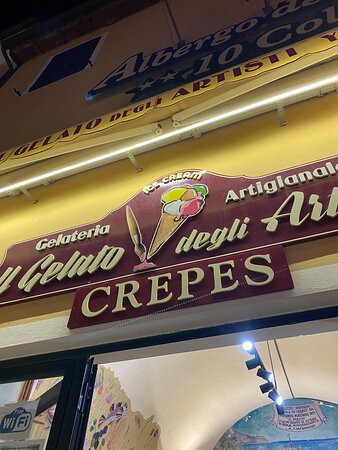 Albergo
10 Col
GELATO DEGLI ARTISTI
ICE CREAM
Gelateria
Artigianale
Il Gelato degli Art
CREPES
WiFi